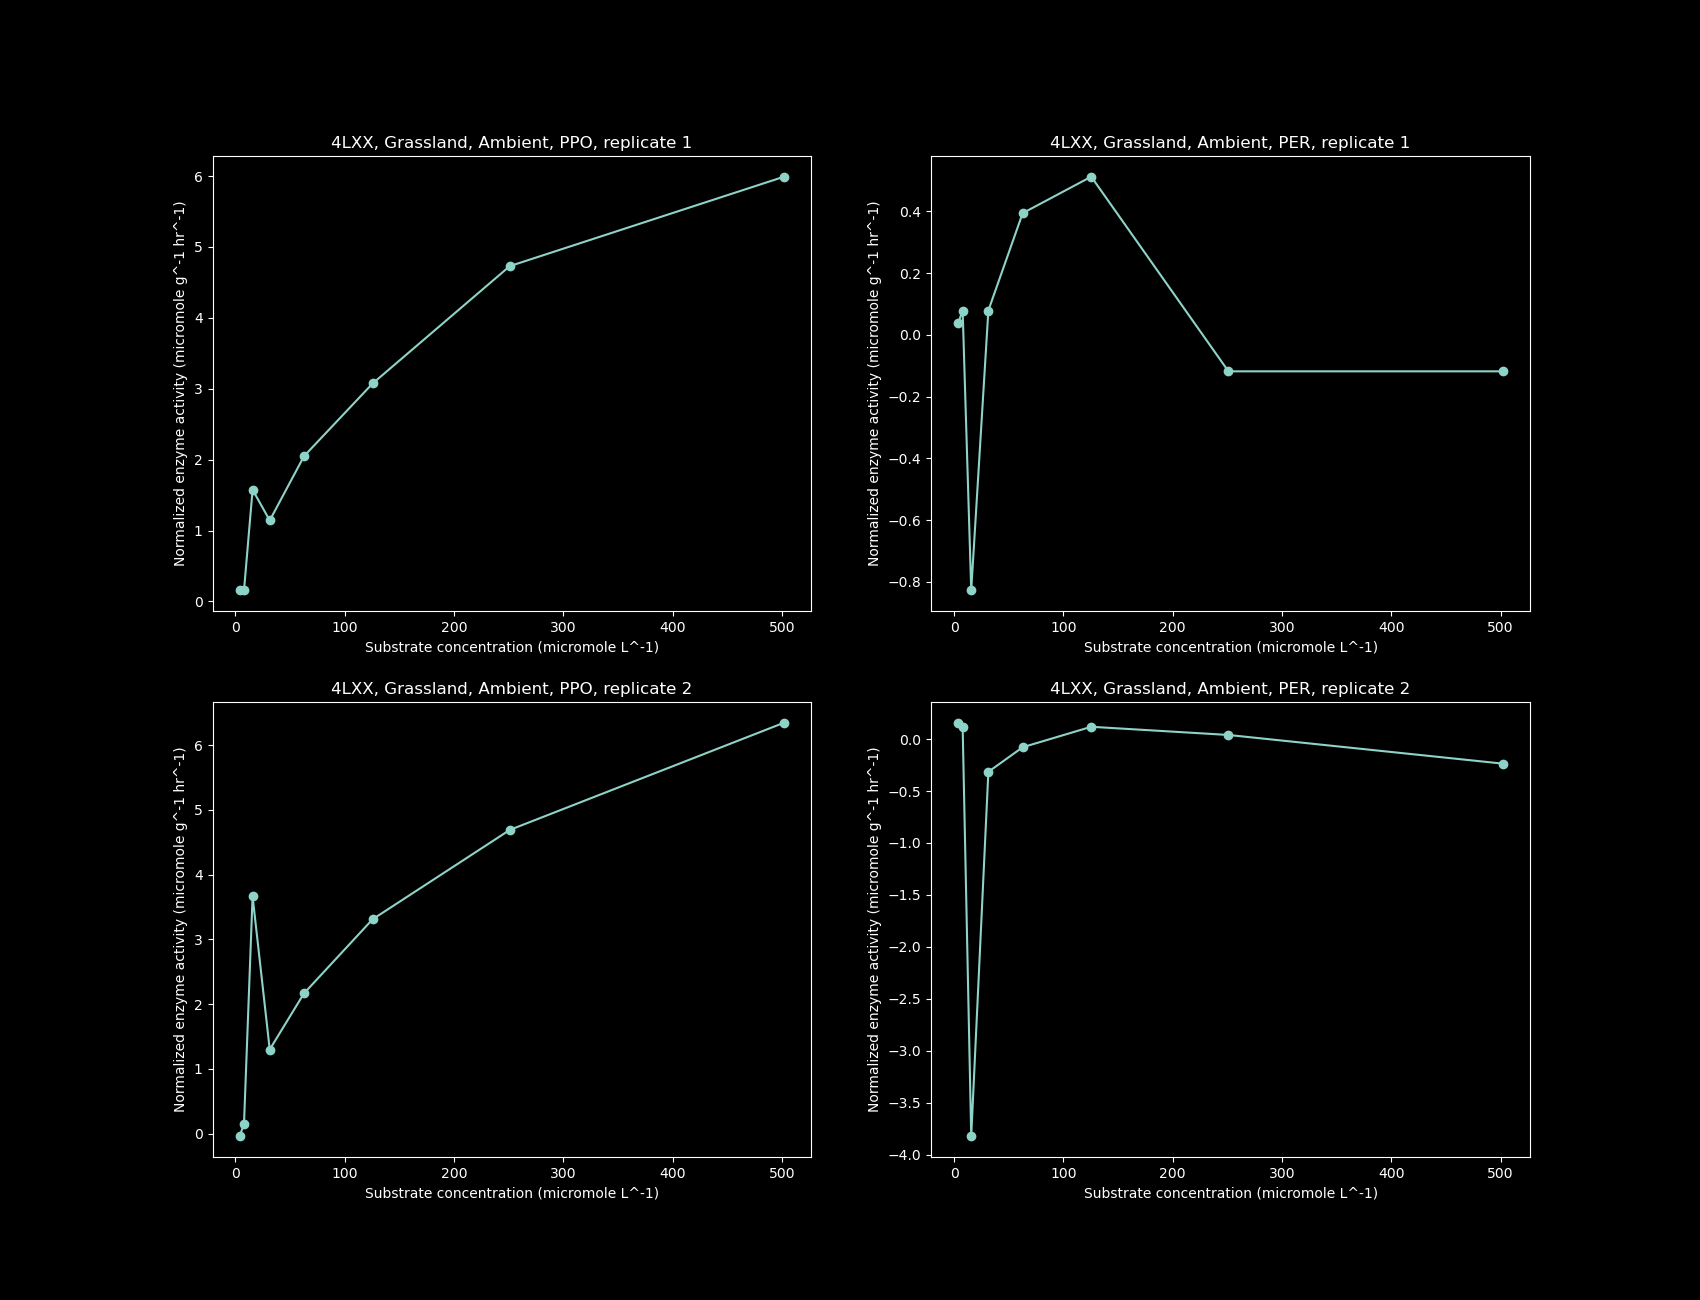 4LXX, Grassland, Ambient, PPO, replicate 1
Normalized enzyme activity (micromole g^-1 hr^-1)
6
5
4
3
2
1
0
0 100 200 300 400 500
Substrate concentration (micromole L^-1)
4LXX, Grassland, Ambient, PER, replicate 1
Normalized enzyme activity (micromole g^-1 hr^-1)
0.4
0.2
0.0
−0.2
−0.4
−0.6
−0.8
0 100 200 300 400 500
Substrate concentration (micromole L^-1)
4LXX, Grassland, Ambient, PPO, replicate 2
Normalized enzyme activity (micromole g^-1 hr^-1)
6
5
4
3
2
1
0
0 100 200 300 400 500
Substrate concentration (micromole L^-1)
4LXX, Grassland, Ambient, PER, replicate 2
Normalized enzyme activity (micromole g^-1 hr^-1)
0.0
−0.5
−1.0
−1.5
−2.0
−2.5
−3.0
−3.5
−4.0
0 100 200 300 400 500
Substrate concentration (micromole L^-1)